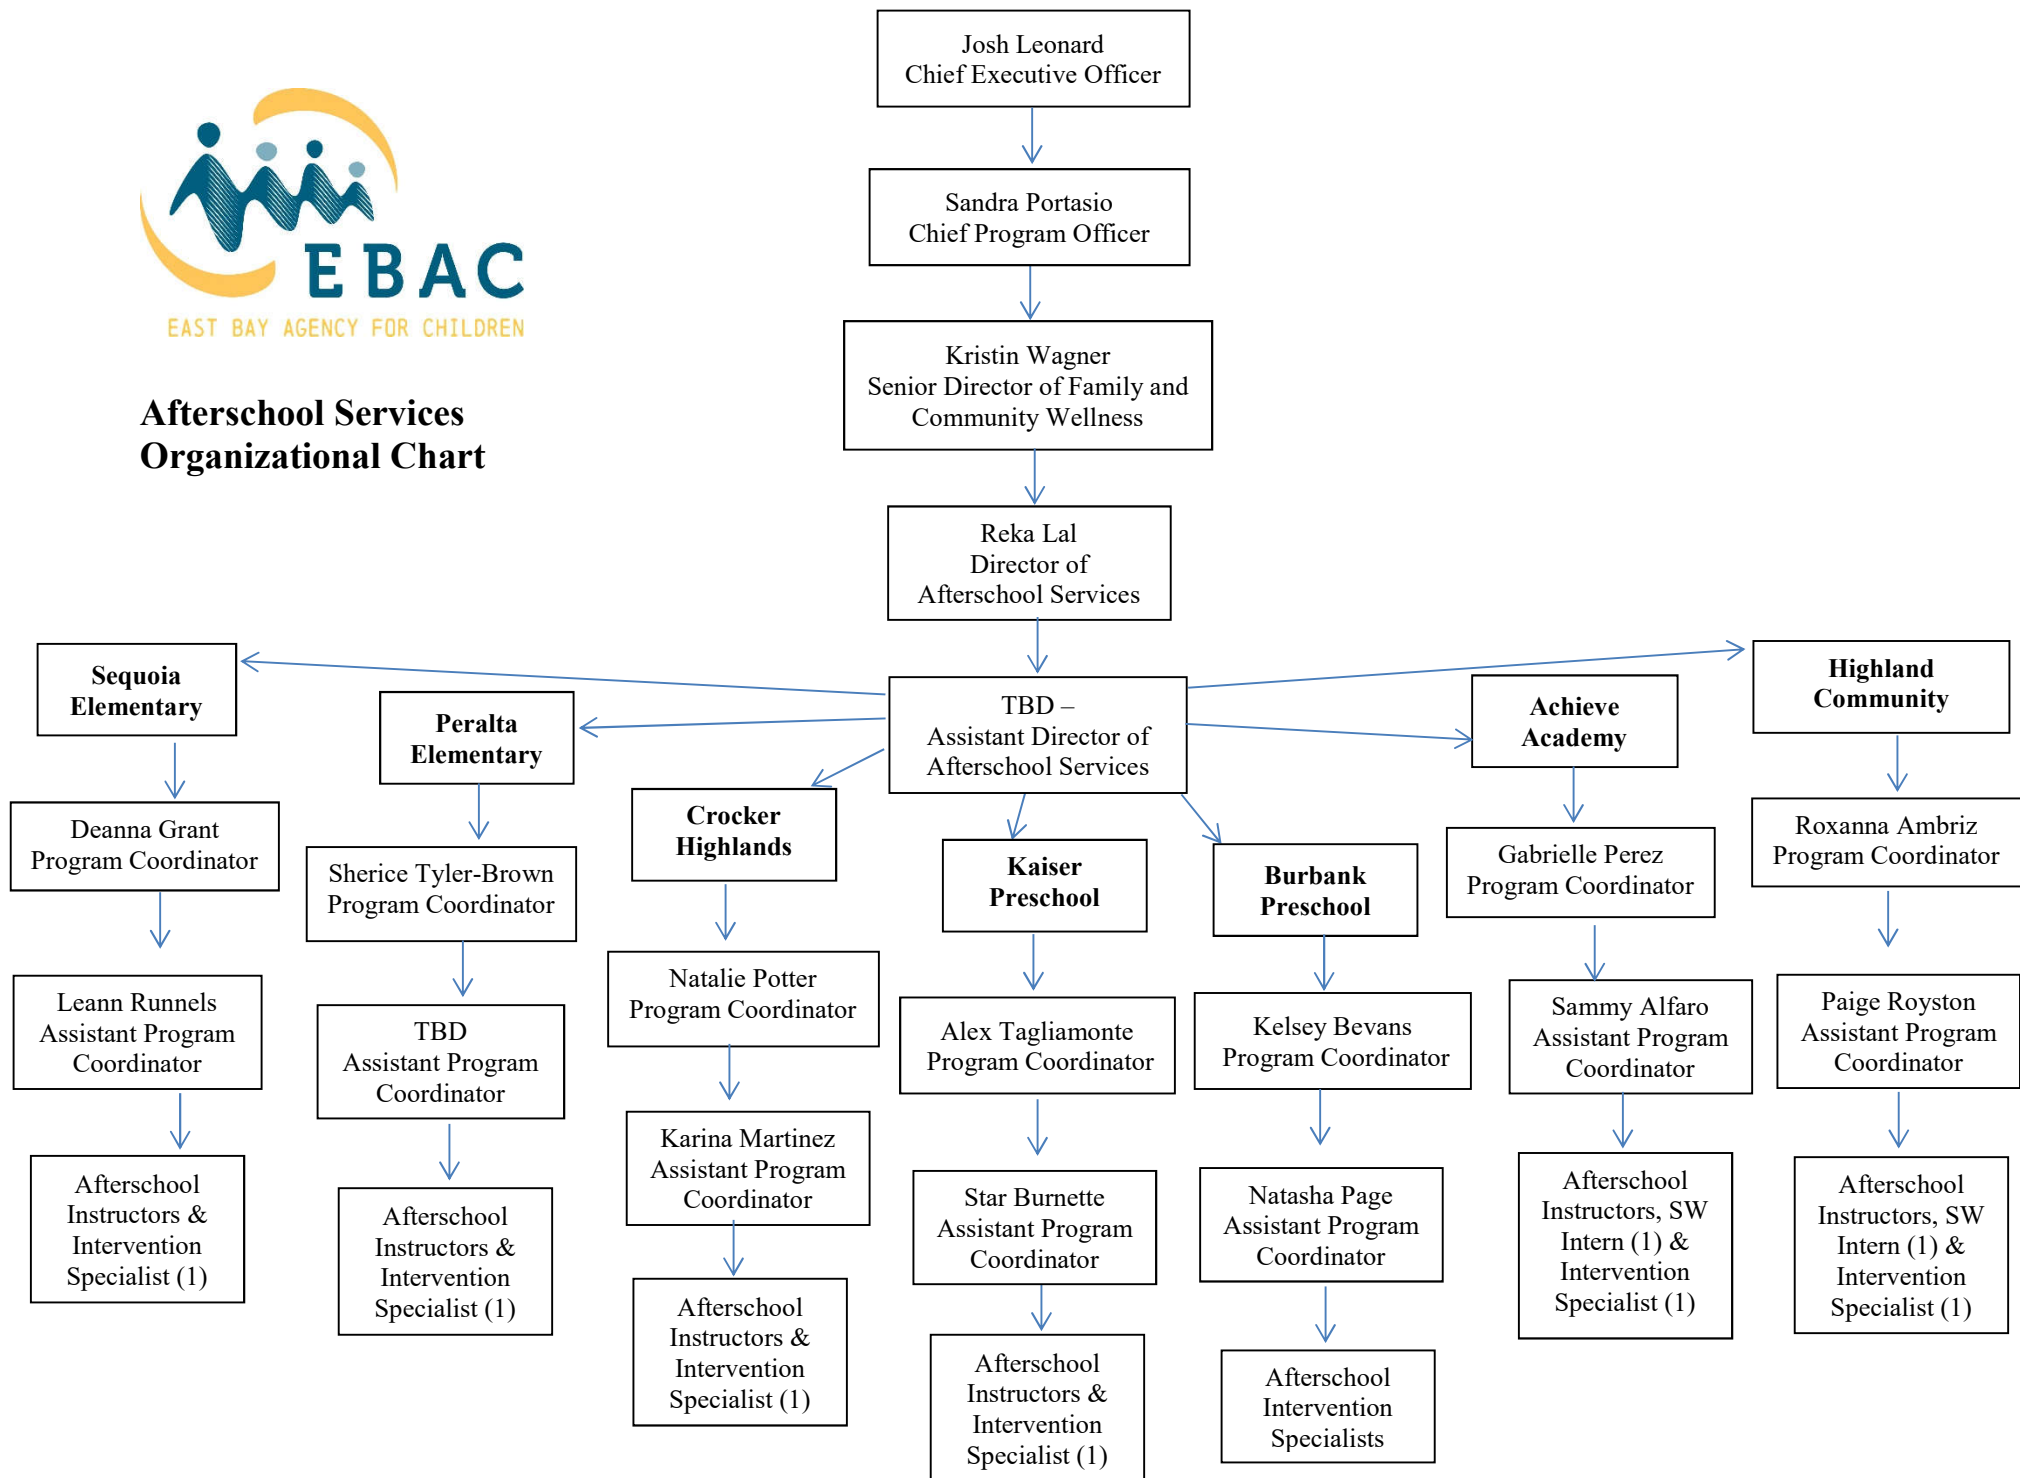 Josh Leonard
Chief Executive Officer
EBAC
EAST BAY AGENCY FOR CHILDREN
Afterschool Services
Organizational Chart
Sandra Portasio
Chief Program Officer
Kristin Wagner
Senior Director of Family and
Community Wellness
Reka Lal
Director of
Afterschool Services
TBD –
Assistant Director of
Afterschool Services
Sequoia
Elementary
Deanna Grant
Program Coordinator
Leann Runnels
Assistant Program
Coordinator
Afterschool
Instructors &
Intervention
Specialist (1)
Peralta
Elementary
Sherice Tyler-Brown
Program Coordinator
TBD
Assistant Program
Coordinator
Afterschool
Instructors &
Intervention
Specialist (1)
Crocker
Highlands
Natalie Potter
Program Coordinator
Karina Martinez
Assistant Program
Coordinator
Afterschool
Instructors &
Intervention
Specialist (1)
Kaiser
Preschool
Alex Tagliamonte
Program Coordinator
Star Burnette
Assistant Program
Coordinator
Afterschool
Instructors &
Intervention
Specialist (1)
Burbank
Preschool
Kelsey Bevans
Program Coordinator
Natasha Page
Assistant Program
Coordinator
Afterschool
Intervention
Specialists
Achieve
Academy
Gabrielle Perez
Program Coordinator
Sammy Alfaro
Assistant Program
Coordinator
Afterschool
Instructors, SW
Intern (1) &
Intervention
Specialist (1)
Highland
Community
Roxanna Ambriz
Program Coordinator
Paige Royston
Assistant Program
Coordinator
Afterschool
Instructors, SW
Intern (1) &
Intervention
Specialist (1)